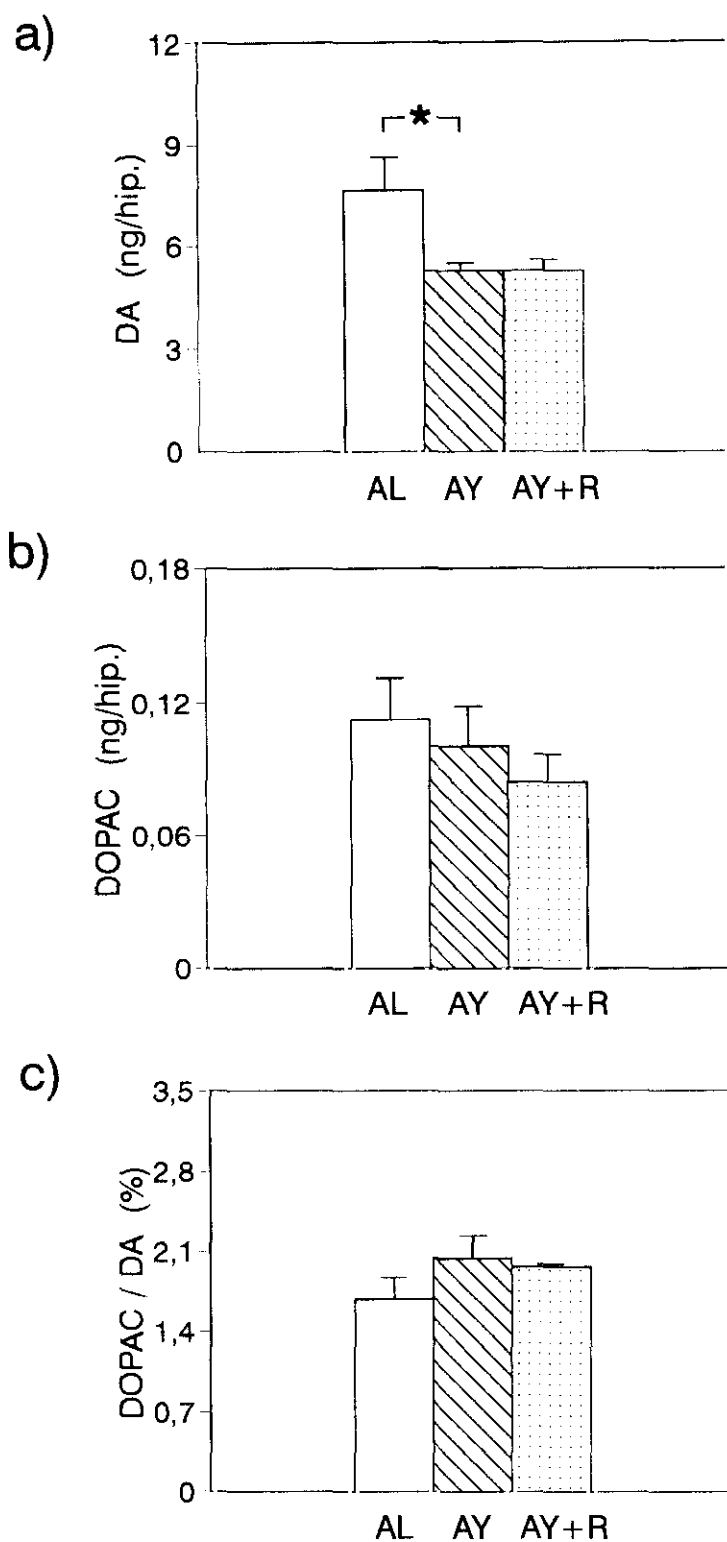 a)
12
9
6
3
0
DA (ng/hip.)
*
AL AY AY+R
b)
0,18
0,12
0,06
0
DOPAC (ng/hip.)
AL AY AY+R
c)
3,5
2,8
2,1
1,4
0,7
0
DOPAC / DA (%)
AL AY AY+R